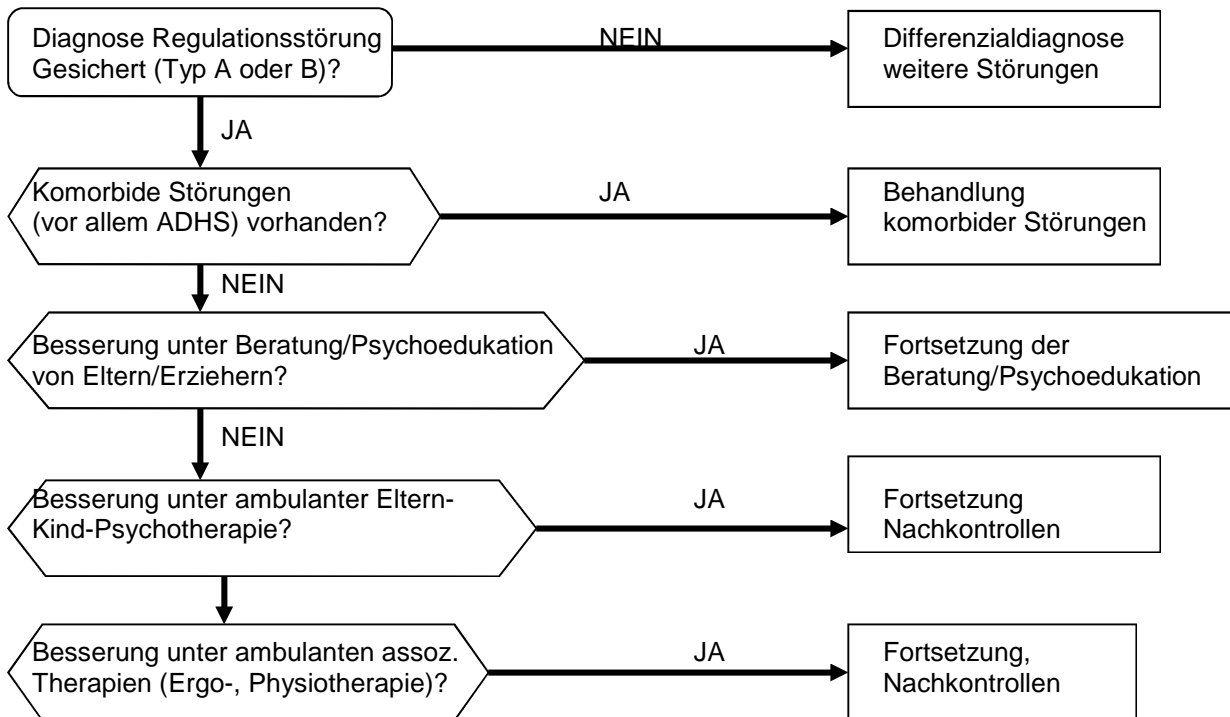 Diagnose Regulationsstörung
Gesichert (Typ A oder B)?
NEIN
Differenzialdiagnose
weitere Störungen
JA
Komorbide Störungen
(vor allem ADHS) vorhanden?
JA
Behandlung
komorbider Störungen
NEIN
Besserung unter Beratung/Psychoedukation
von Eltern/Erziehern?
JA
Fortsetzung der
Beratung/Psychoedukation
NEIN
Besserung unter ambulanter Eltern-
Kind-Psychotherapie?
JA
Fortsetzung
Nachkontrollen
Besserung unter ambulanten assoz.
Therapien (Ergo-, Physiotherapie)?
JA
Fortsetzung,
Nachkontrollen